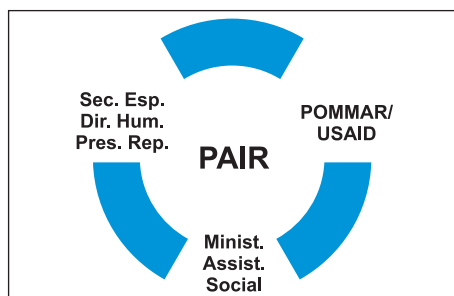 Sec. Esp.
Dir. Hum.
Pres. Rep.
POMMAR/
USAID
PAIR
Minist.
Assist.
Social